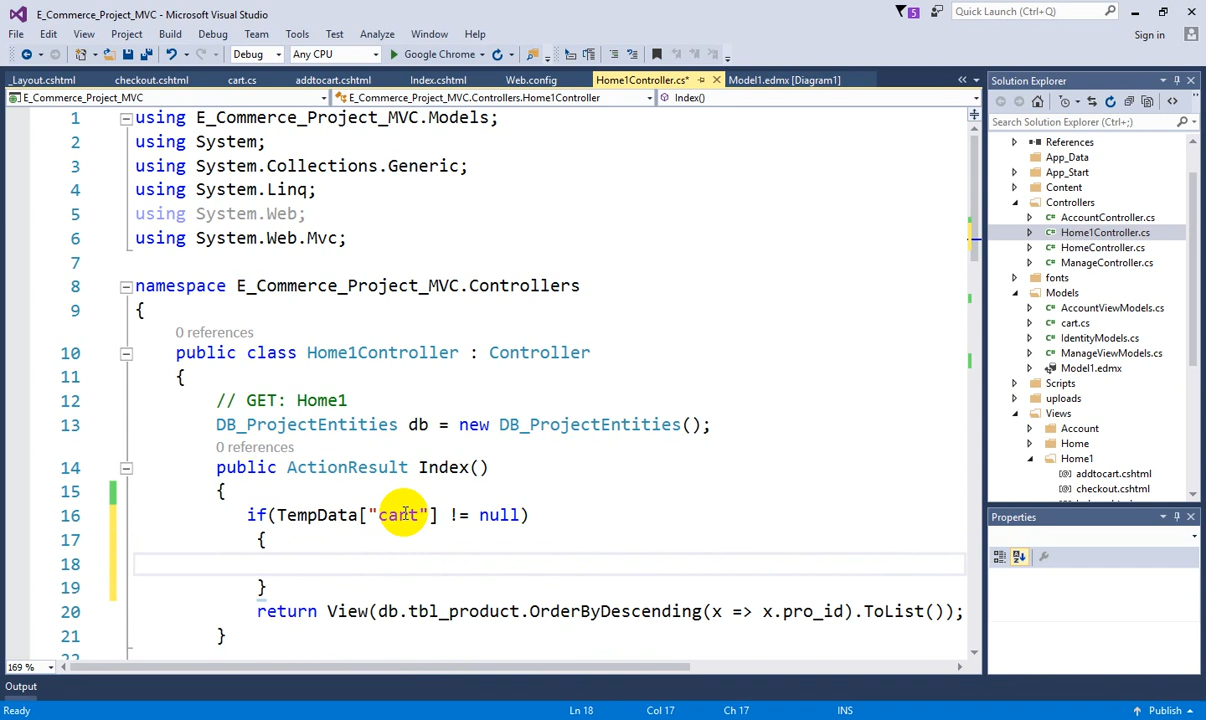 E_Commerce_Project_MVC - Microsoft Visual Studio
5
Quick Launch (Ctrl+Q)
File Edit View Project Build Debug Team Tools Test Analyze Window Help
Sign in
Debug Any CPU Google Chrome
_Layout.cshtml checkout.cshtml cart.cs addtocart.cshtml Index.cshtml Web.config Home1Controller.cs* Model1.edmx [Diagram1]
E_Commerce_Project_MVC E_Commerce_Project_MVC.Controllers.Home1Controller Index()
1 using E_Commerce_Project_MVC.Models;
2 using System;
3 using System.Collections.Generic;
4 using System.Linq;
5 using System.Web;
6 using System.Web.Mvc;
7
8 namespace E_Commerce_Project_MVC.Controllers
9 {
0 references
10 public class Home1Controller : Controller
11 {
12 // GET: Home1
13 DB_ProjectEntities db = new DB_ProjectEntities();
0 references
14 public ActionResult Index()
15 {
16 if(TempData["cart"] != null)
17 {
18
19 }
20 return View(db.tbl_product.OrderByDescending(x => x.pro_id).ToList());
21 }
169 %
Solution Explorer
Search Solution Explorer (Ctrl+;)
References
App_Data
App_Start
Content
Controllers
AccountController.cs
Home1Controller.cs
HomeController.cs
ManageController.cs
fonts
Models
AccountViewModels.cs
cart.cs
IdentityModels.cs
ManageViewModels.cs
Model1.edmx
Scripts
uploads
Views
Account
Home
Home1
addtocart.cshtml
checkout.cshtml
Properties
Output
Ready Ln 18 Col 17 Ch 17 INS Publish